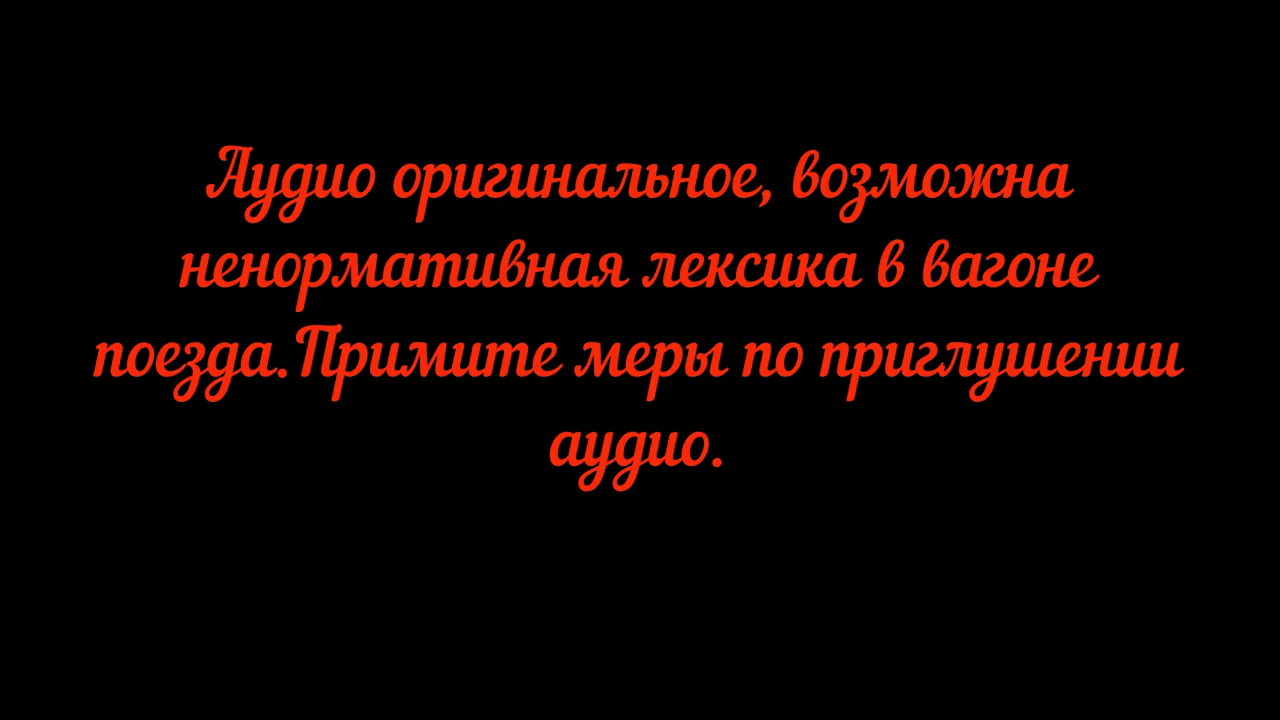 Аудио оригинальное, возможна
ненормативная лексика в вагоне
поезда.Примите меры по приглушении
аудио.